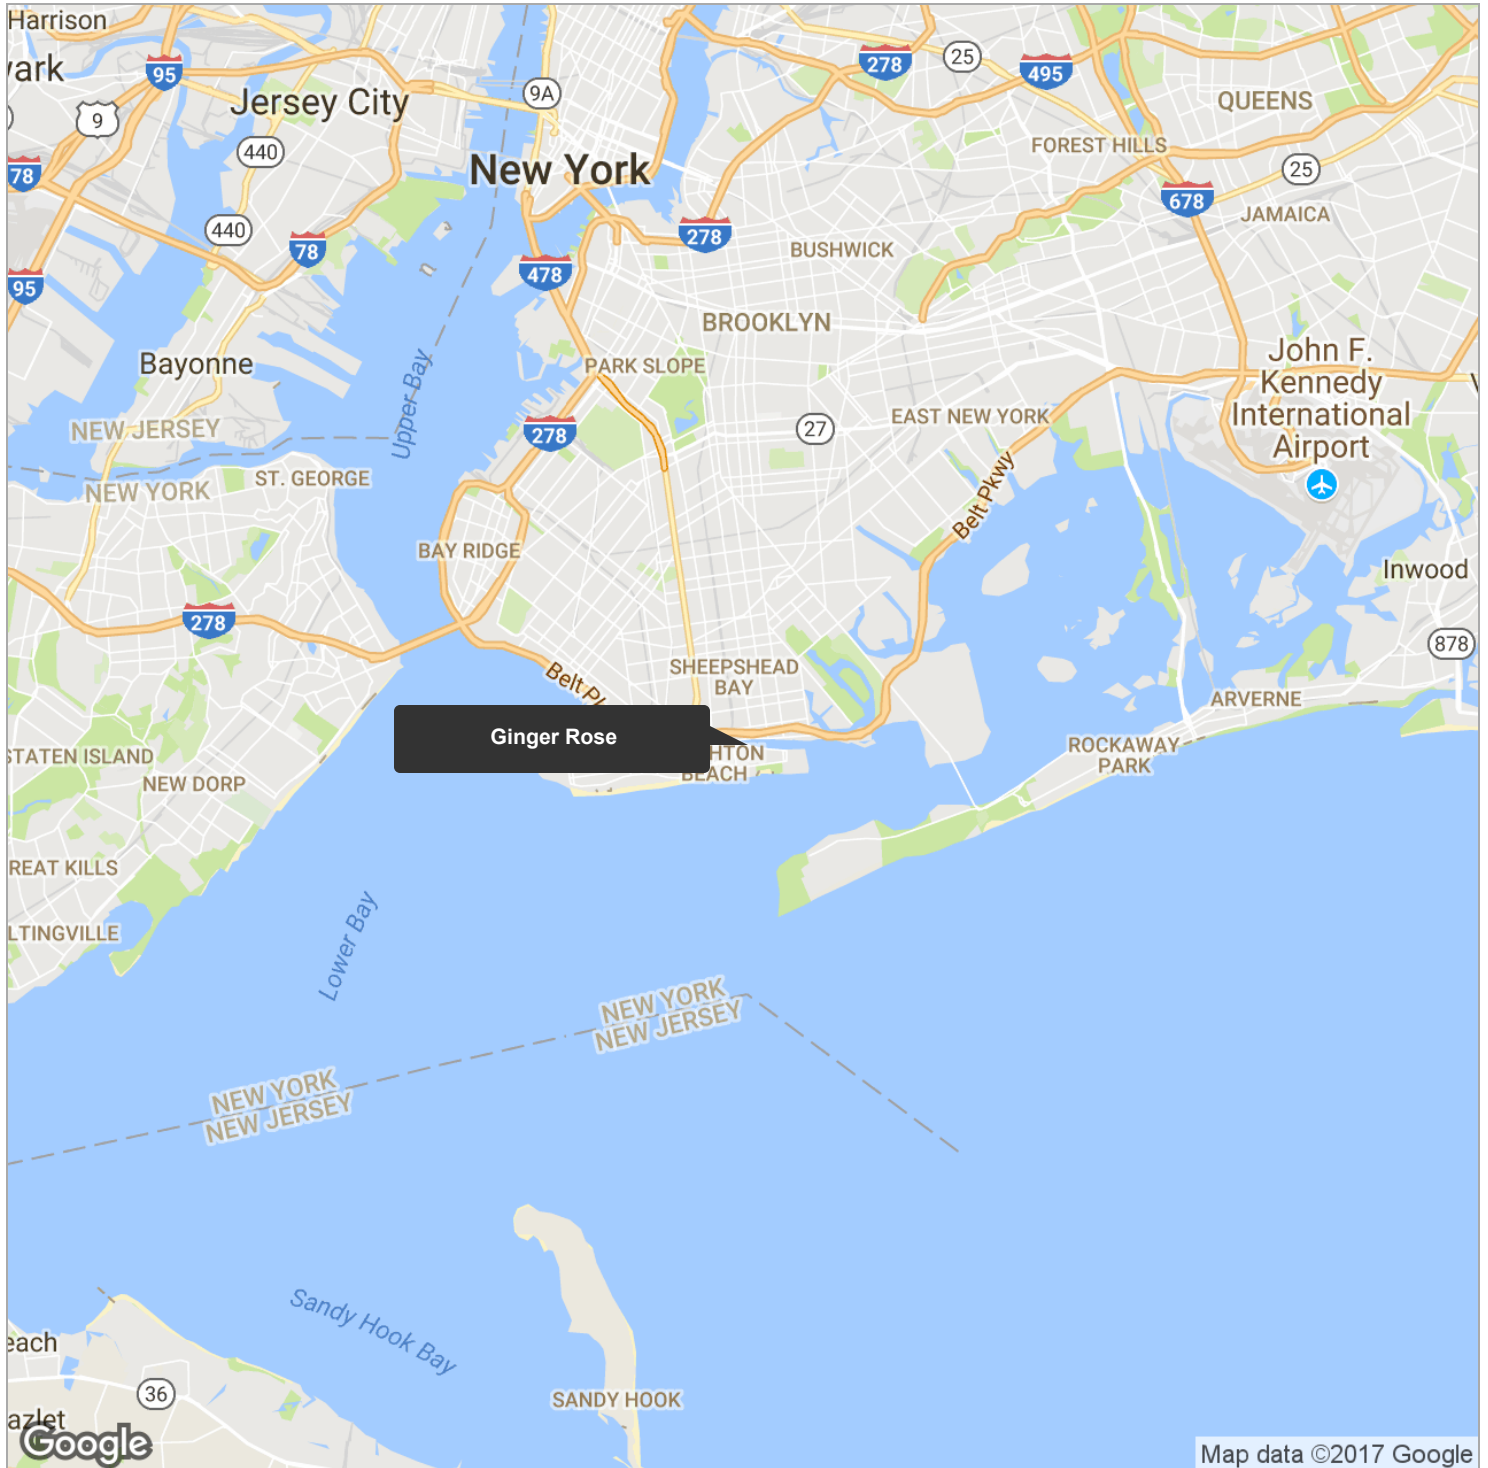 Harrison
ark
95
9
Jersey City
440
9A
278
25
495
QUEENS
FOREST HILLS
25
78
New York
678
JAMAICA
440
78
278
BUSHWICK
478
95
BROOKLYN
Bayonne
Upper Bay
PARK SLOPE
John F.
Kennedy
International
Airport
EAST NEW YORK
27
278
NEW JERSEY
NEW YORK
ST. GEORGE
Belt Pkwy
BAY RIDGE
Inwood
278
878
SHEEPSHEAD
BAY
Belt Pk
ARVERNE
Ginger Rose
HTON
BEACH
ROCKAWAY
PARK
STATEN ISLAND
NEW DORP
REAT KILLS
LTINGVILLE
Lower Bay
NEW YORK
NEW JERSEY
NEW YORK
NEW JERSEY
Sandy Hook Bay
each
36
SANDY HOOK
azlet
Google
Map data ©2017 Google